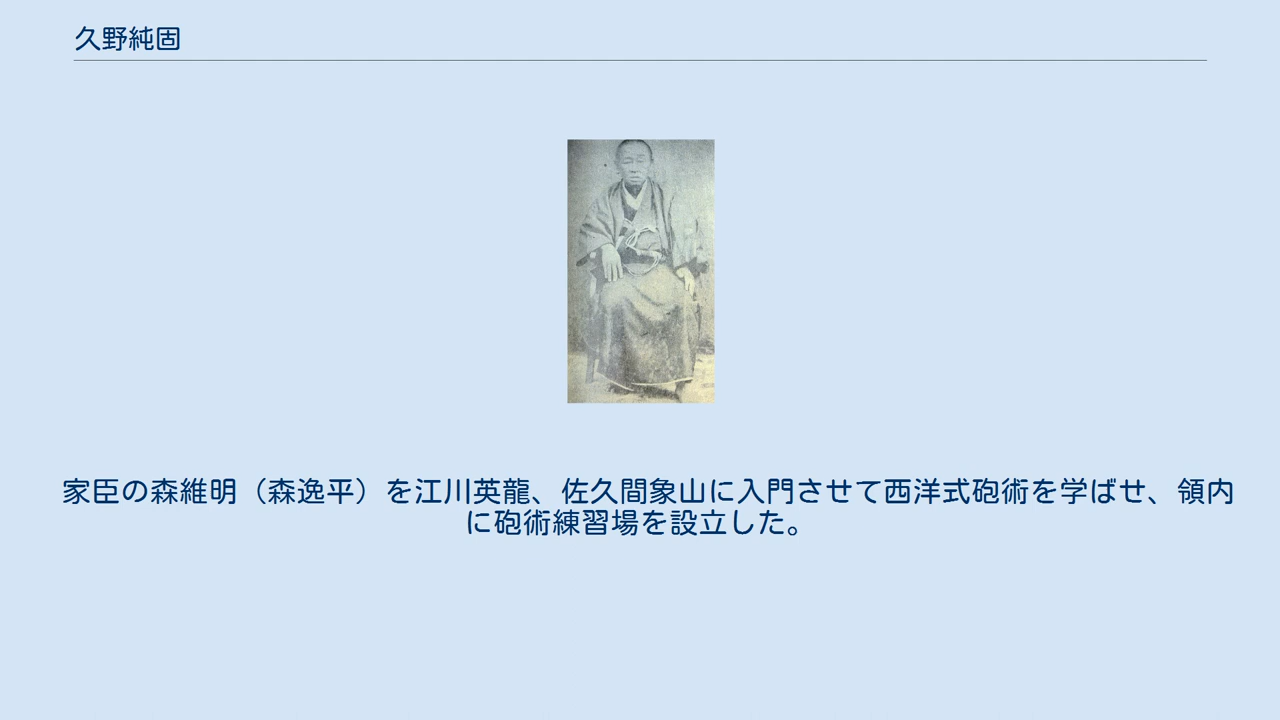 久野純固
家臣の森維明（森逸平）を江川英龍、佐久間象山に入門させて西洋式砲術を学ばせ、領内
に砲術練習場を設立した。